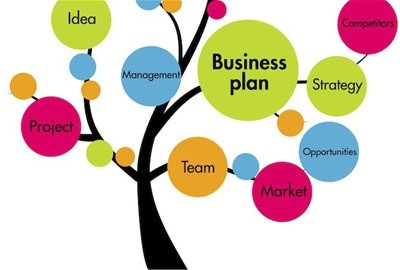 Idea
Competitors
Management
Business
plan
Strategy
Project
Team
Opportunities
Market